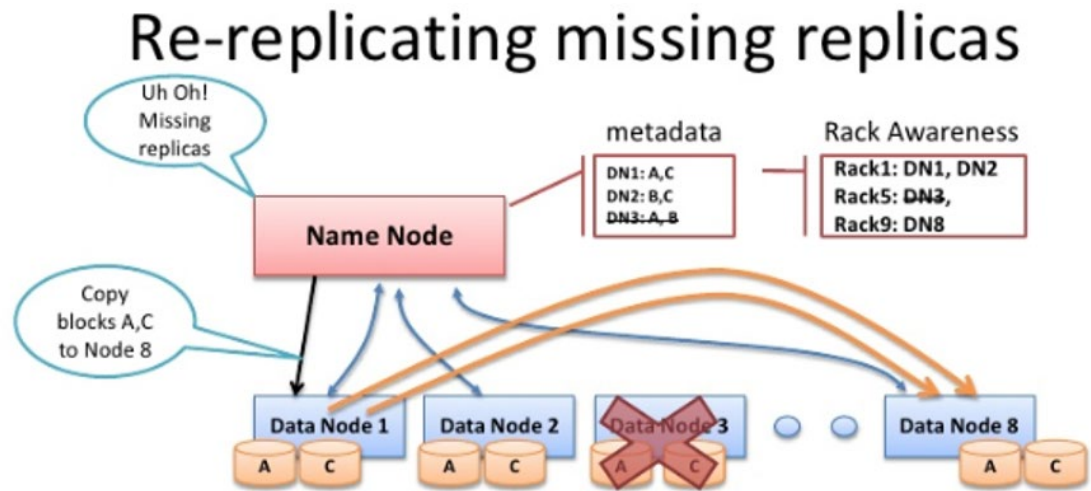 Re-replicating missing replicas
Uh Oh!
Missing
replicas
metadata
DN1: A,C
DN2: B,C
DN3: A, B
Rack Awareness
Rack1: DN1, DN2
Rack5: DN3,
Rack9: DN8
Name Node
Copy
blocks A,C
to Node 8
Data Node 1
Data Node 2
Data Node 3
Data Node 8
A C
A C
A C
A C